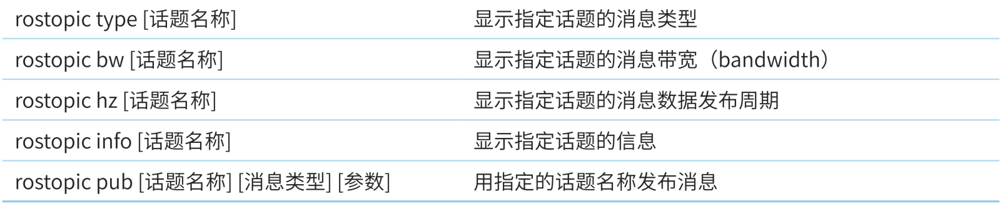 rostopic type [话题名称] 显示指定话题的消息类型
rostopic bw [话题名称] 显示指定话题的消息带宽（bandwidth）
rostopic hz [话题名称] 显示指定话题的消息数据发布周期
rostopic info [话题名称] 显示指定话题的信息
rostopic pub [话题名称] [消息类型] [参数] 用指定的话题名称发布消息